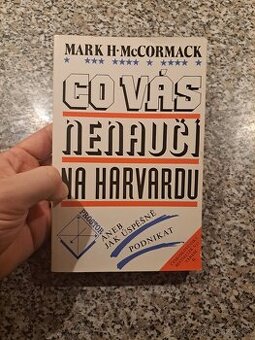 MARK H·McCORMACK
CO VÁS
NENAUČÍ
NA HARVARDU
ANEB
JAK ÚSPĚŠNĚ
PODNIKAT